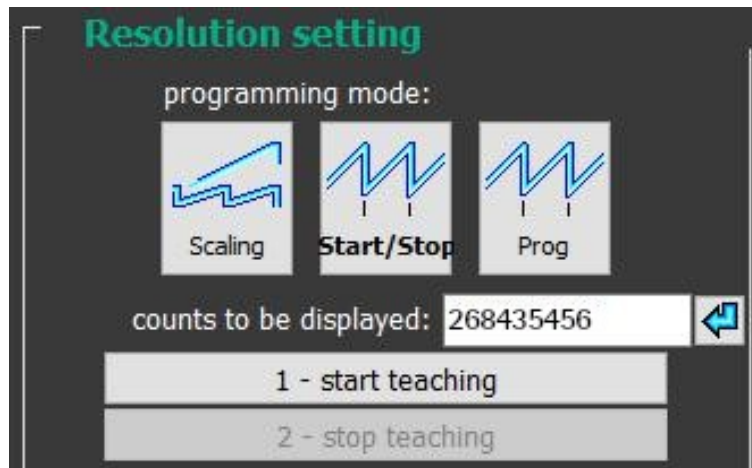 Resolution setting
programming mode:
Scaling Start/Stop Prog
counts to be displayed: 268435456
1 - start teaching
2 - stop teaching